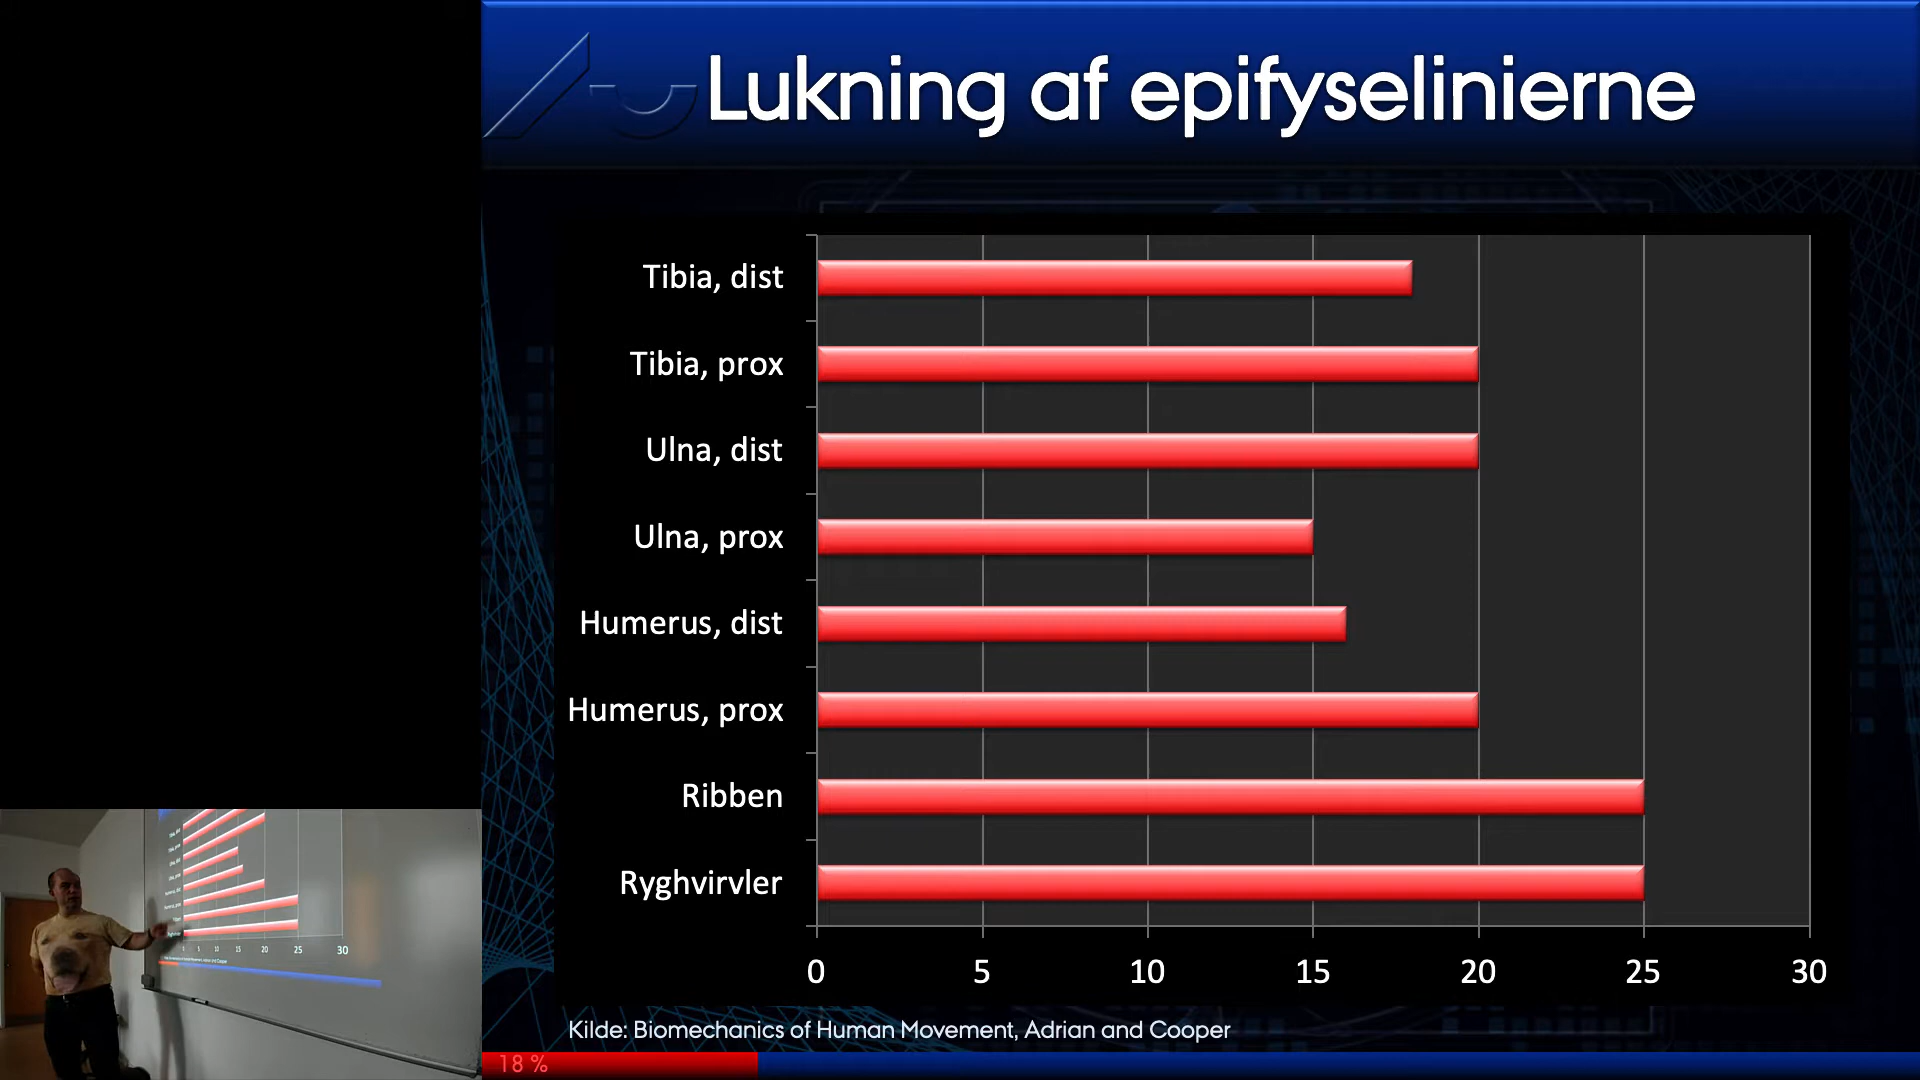 Lukning af epifyselinierne
Tibia, dist
Tibia, prox
Ulna, dist
Ulna, prox
Humerus, dist
Humerus, prox
Ribben
Ryghvirvler
0 5 10 15 20 25 30
Kilde: Biomechanics of Human Movement, Adrian and Cooper
18 %